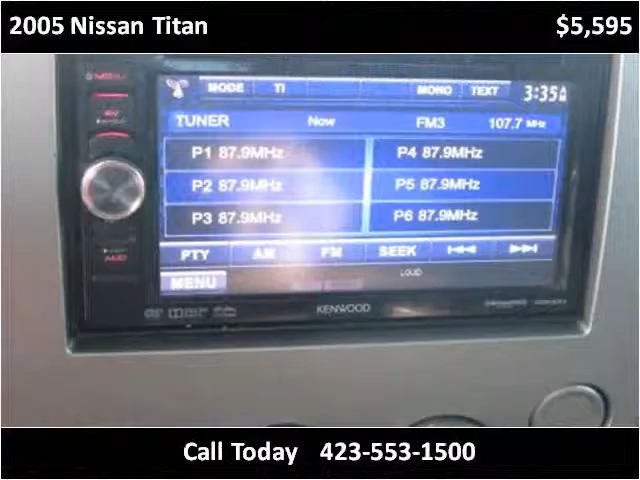 2005 Nissan Titan $5,595
MENU
MODE TI MONO TEXT 3:35
TUNER Now FM3 107.7 MHz
P1 87.9MHz P4 87.9MHz
P2 87.9MHz P5 87.9MHz
P3 87.9MHz P6 87.9MHz
AUD
PTY AM FM SEEK
LOUD
MENU
KENWOOD
Call Today 423-553-1500